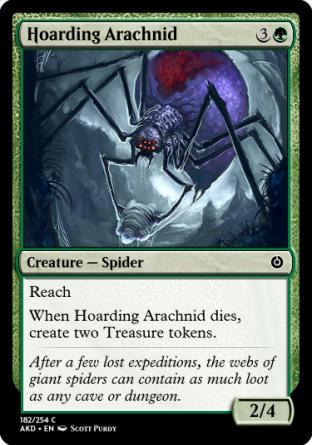 Hoarding Arachnid 3
Creature — Spider
Reach
When Hoarding Arachnid dies,
create two Treasure tokens.
After a few lost expeditions, the webs of
giant spiders can contain as much loot
as any cave or dungeon.
2/4
182/254 C
AKD • EN Scott Purdy